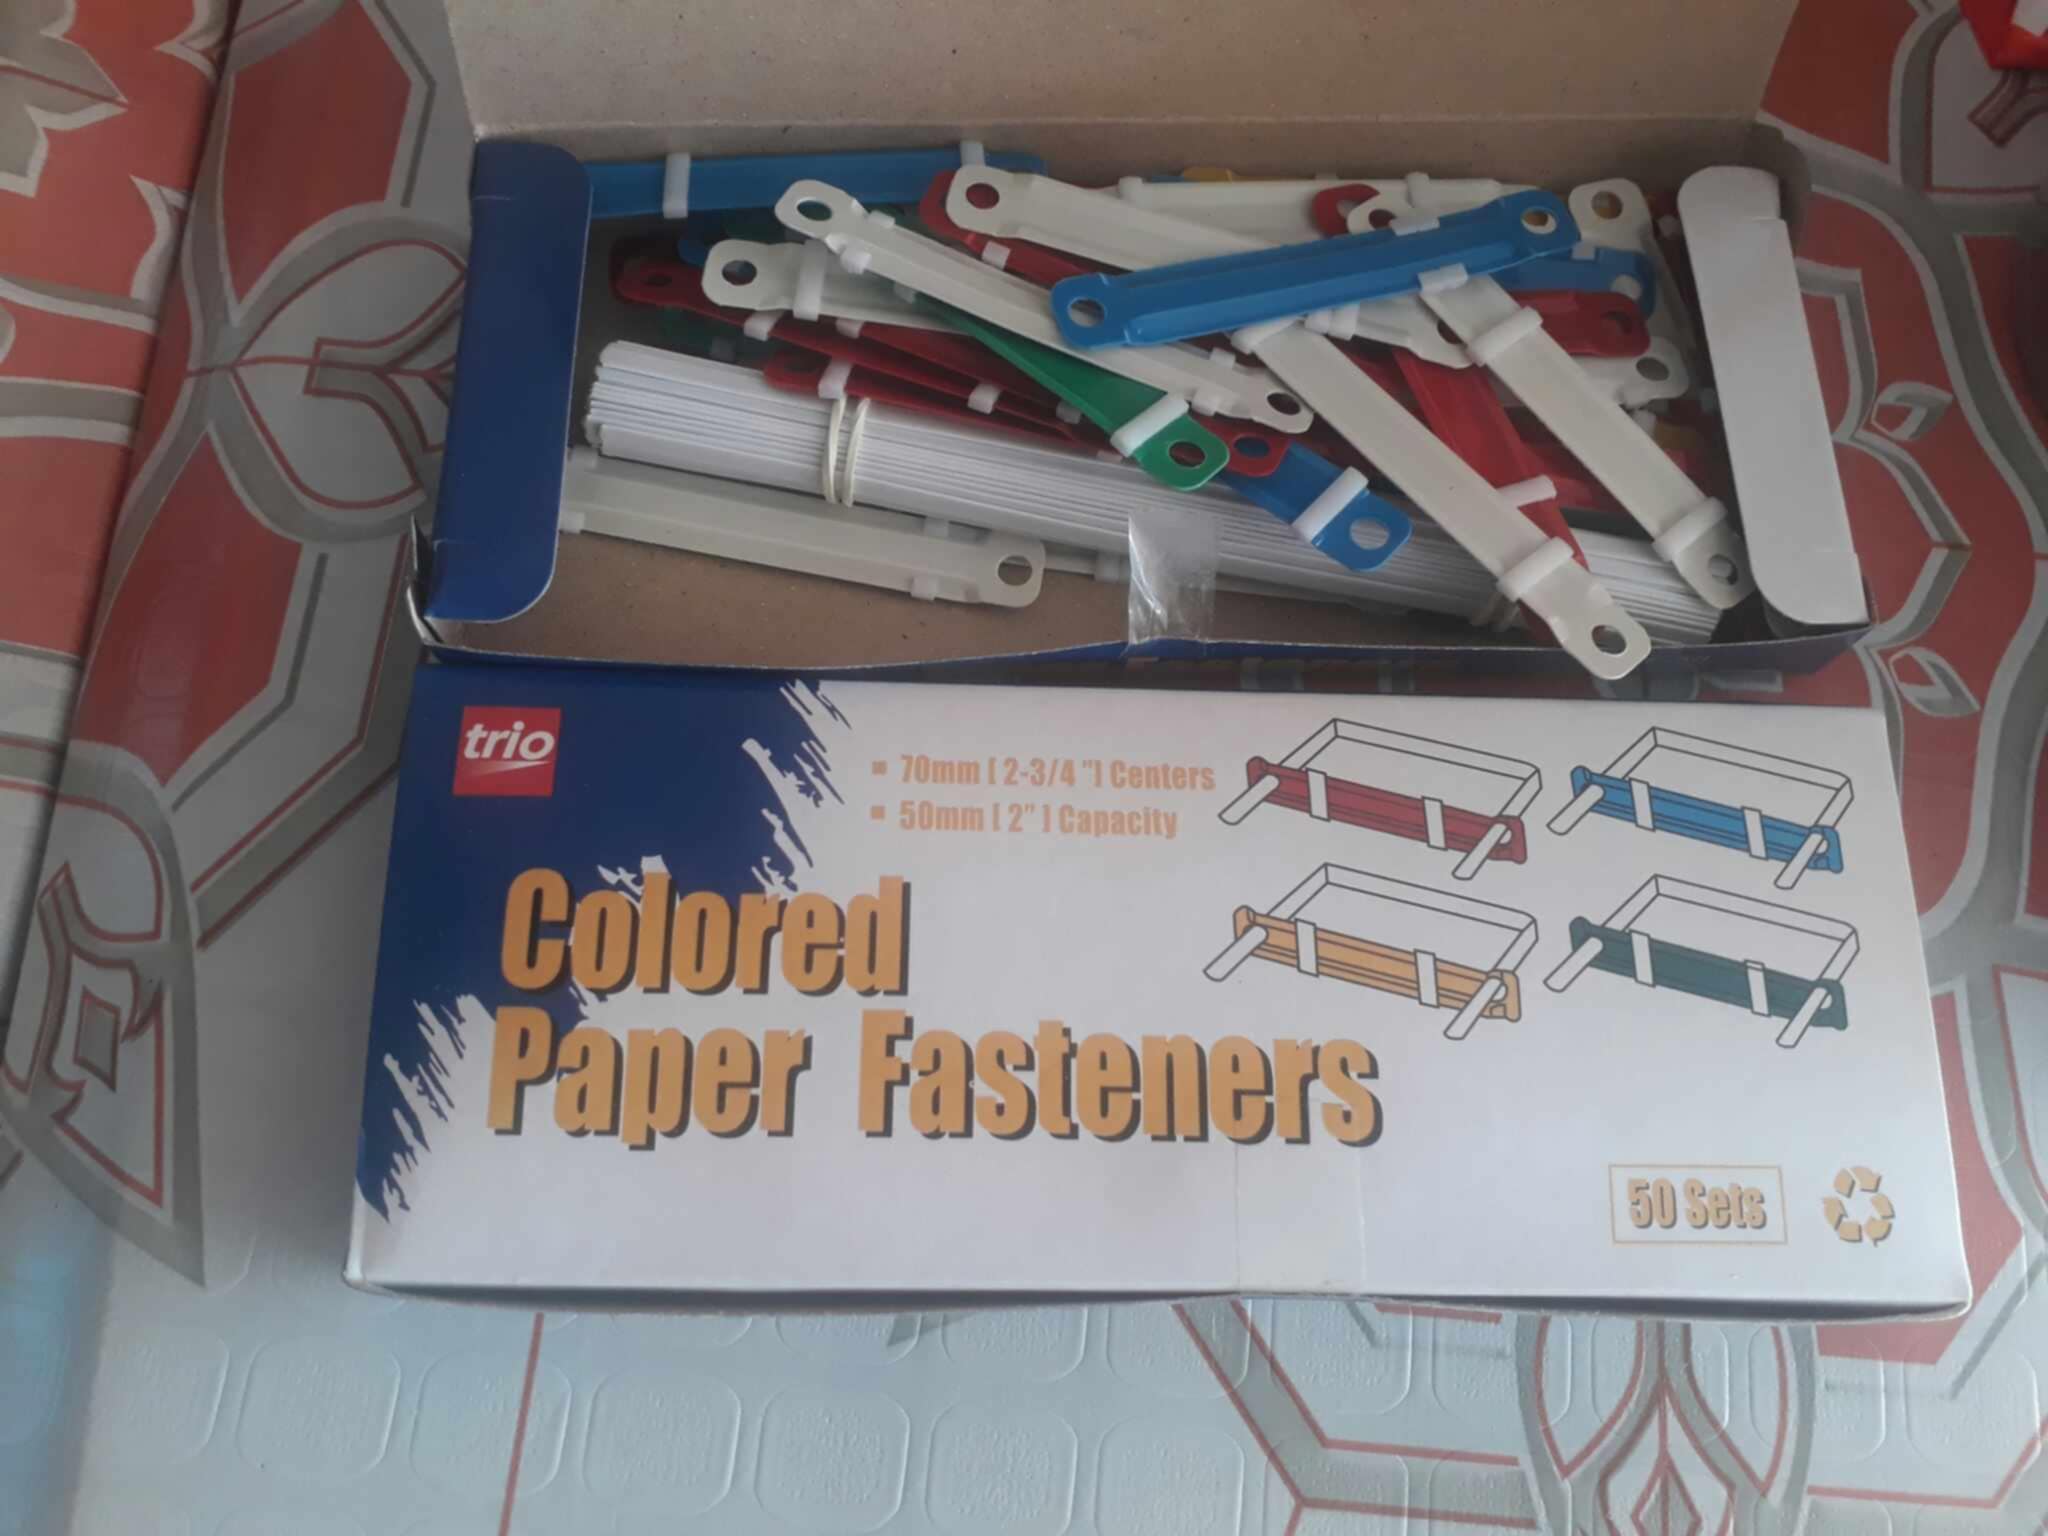 trio
▪ 70mm [ 2-3/4 "] Centers
▪ 50mm [ 2" ] Capacity
Colored
Paper Fasteners
50 Sets